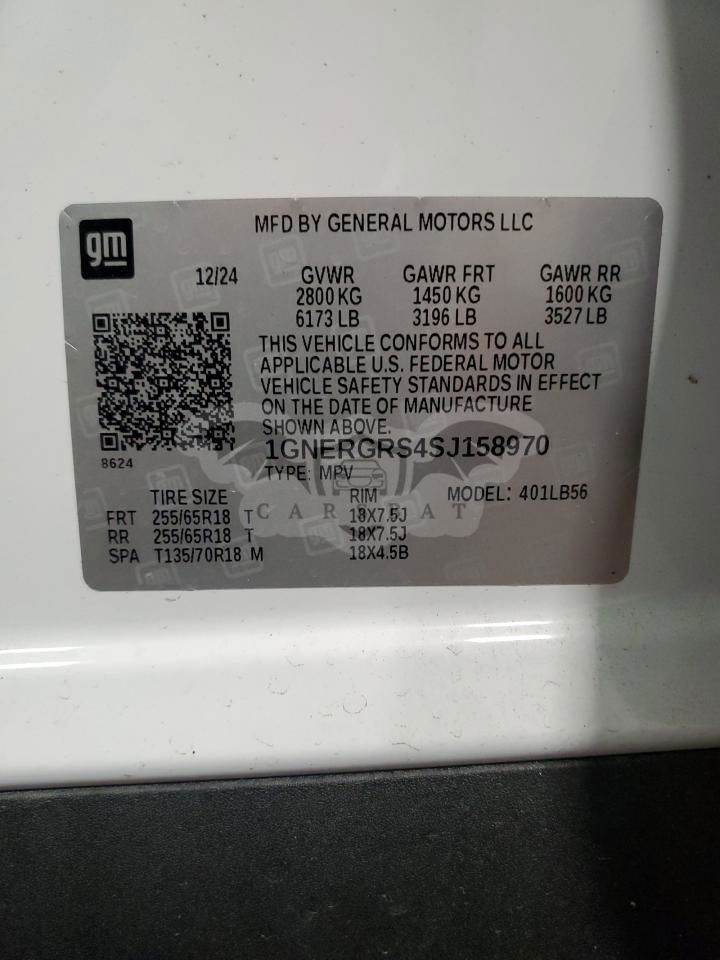 gm
MFD BY GENERAL MOTORS LLC
12/24 GVWR GAWR FRT GAWR RR
2800 KG 1450 KG 1600 KG
6173 LB 3196 LB 3527 LB
THIS VEHICLE CONFORMS TO ALL
APPLICABLE U.S. FEDERAL MOTOR
VEHICLE SAFETY STANDARDS IN EFFECT
ON THE DATE OF MANUFACTURE
SHOWN ABOVE.
8624
1GNERGRS4SJ158970
TYPE: MPV
TIRE SIZE RIM MODEL: 401LB56
FRT 255/65R18 T 18X7.5J
RR 255/65R18 T 18X7.5J
SPA T135/70R18 M 18X4.5B